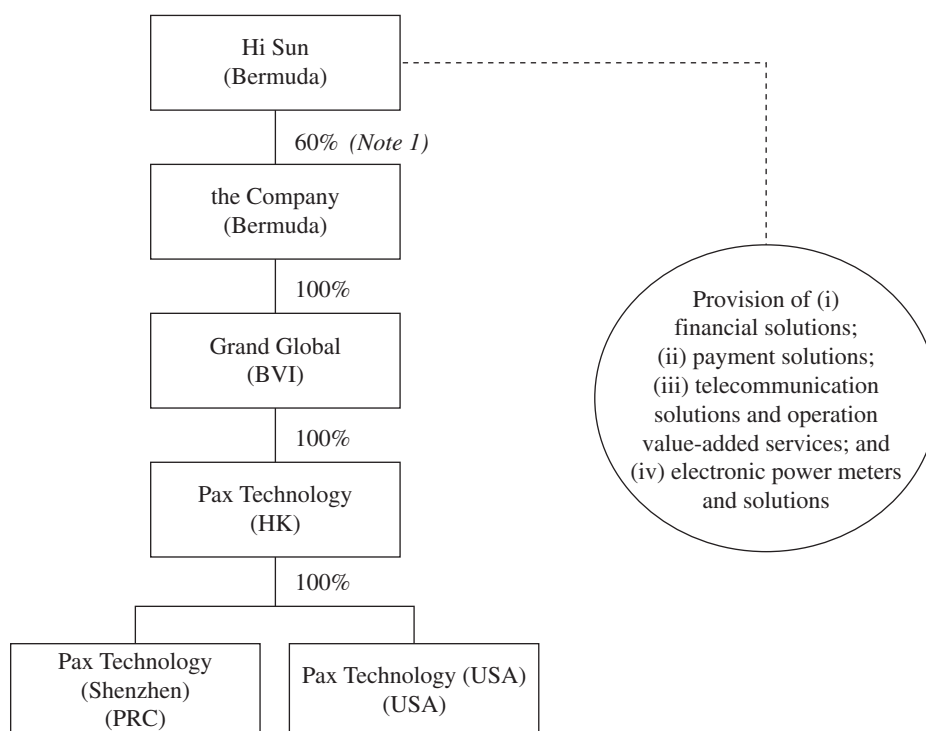 Hi Sun
(Bermuda)
60% (Note 1)
the Company
(Bermuda)
100%
Grand Global
(BVI)
100%
Pax Technology
(HK)
100%
Pax Technology
(Shenzhen)
(PRC)
Pax Technology (USA)
(USA)
Provision of (i)
financial solutions;
(ii) payment solutions;
(iii) telecommunication
solutions and operation
value-added services; and
(iv) electronic power meters
and solutions